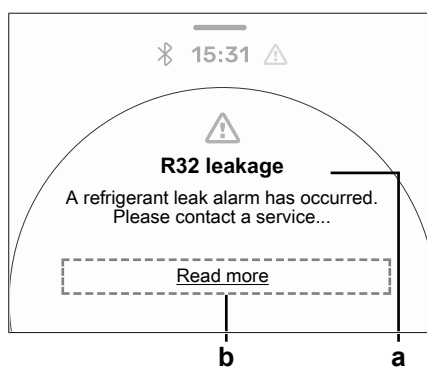 15:31
R32 leakage
A refrigerant leak alarm has occurred.
Please contact a service...
Read more
b a